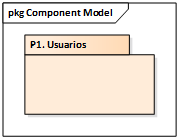 pkg Component Model
P1. Usuarios